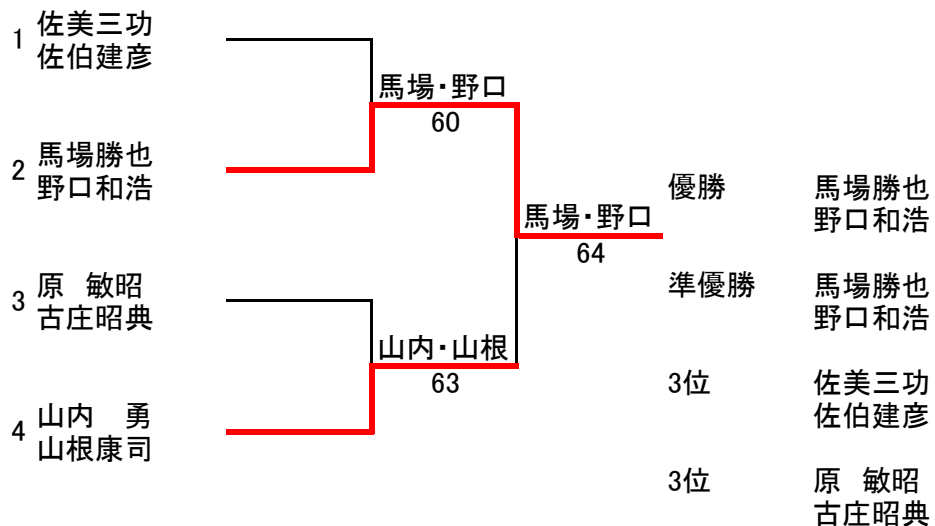 1 佐美三功
佐伯建彦
馬場・野口
60
2 馬場勝也
野口和浩
馬場・野口
64
3 原 敏昭
古庄昭典
山内・山根
63
4 山内 勇
山根康司
優勝 馬場勝也
野口和浩
準優勝 馬場勝也
野口和浩
3位 佐美三功
佐伯建彦
3位 原 敏昭
古庄昭典